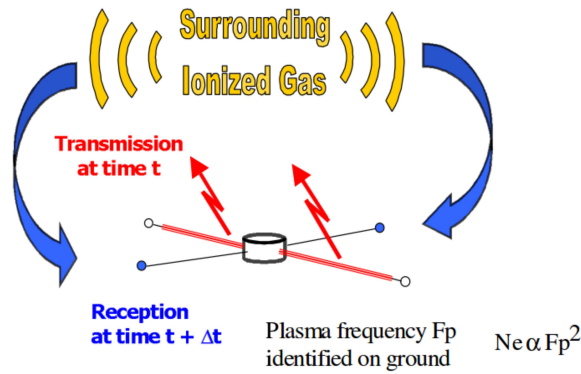 Surrounding
Ionized Gas
Transmission
at time t
Reception
at time t + Δt
Plasma frequency Fp
identified on ground
Ne α Fp²